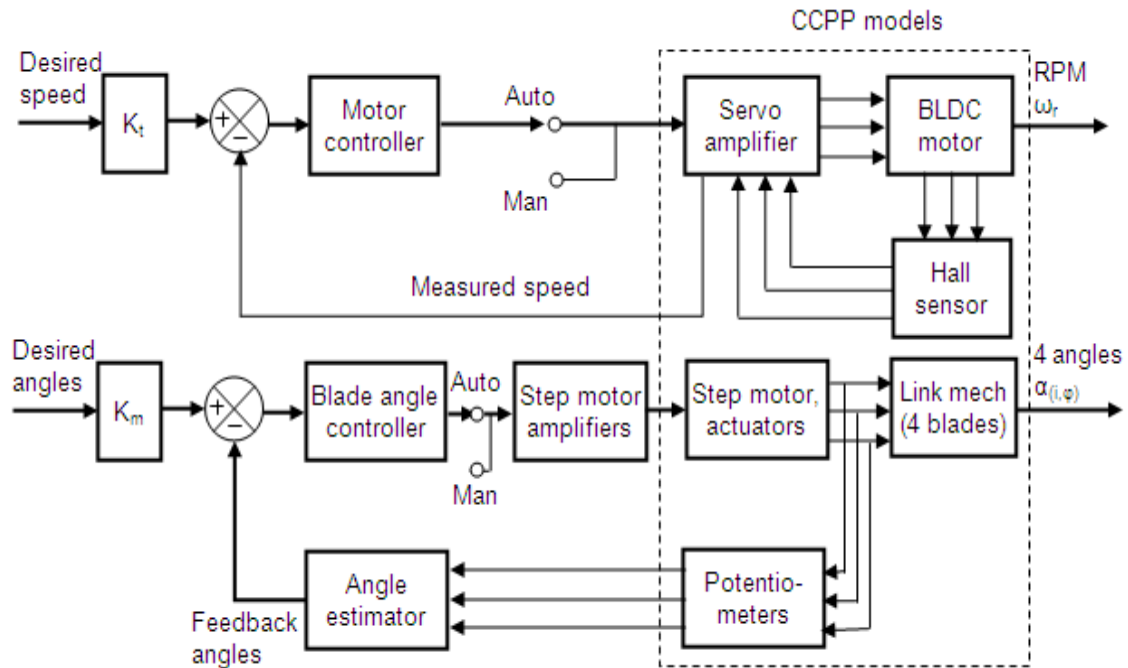 CCPP models
Desired
speed
Kt
+
−
Motor
controller
Auto
Man
Servo
amplifier
BLDC
motor
RPM
ωr
Hall
sensor
Measured speed
Desired
angles
Km
+
−
Blade angle
controller
Auto
Man
Step motor
amplifiers
Step motor,
actuators
Link mech
(4 blades)
4 angles
α(i,φ)
Feedback
angles
Angle
estimator
Potentio-
meters